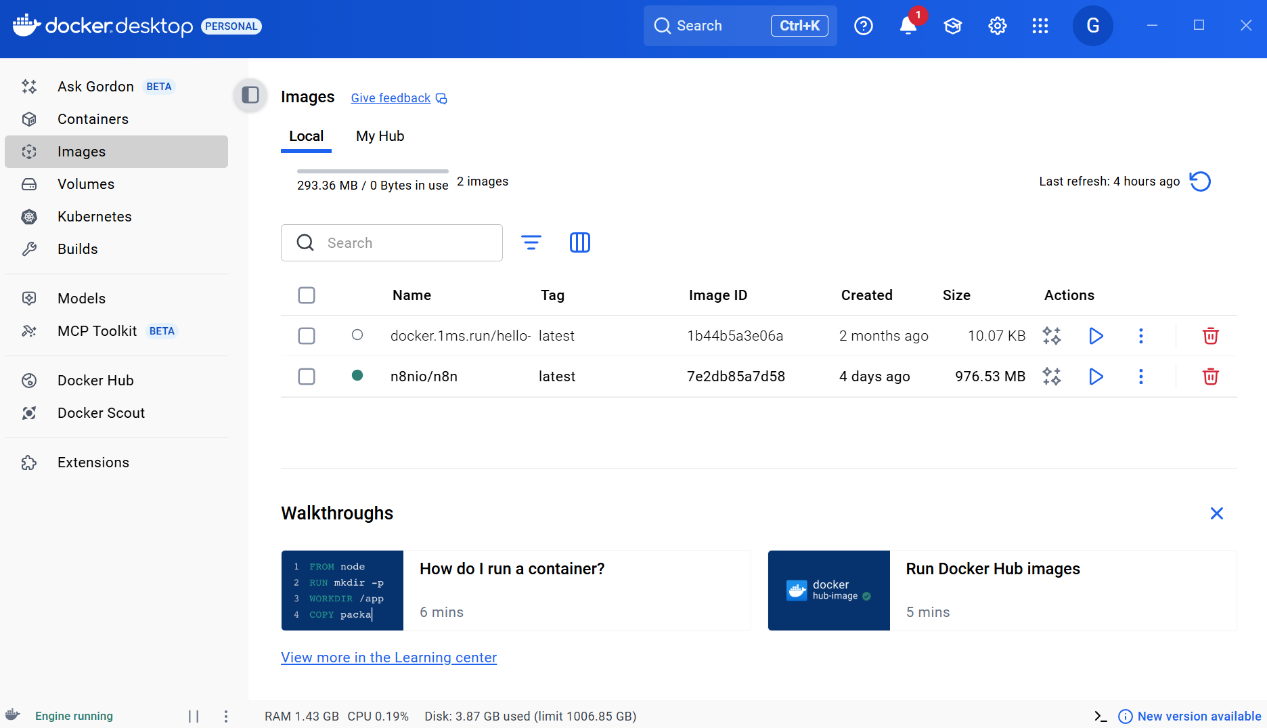 docker.desktop PERSONAL Search Ctrl+K 1 G
Ask Gordon BETA
Containers
Images
Volumes
Kubernetes
Builds
Models
MCP Toolkit BETA
Docker Hub
Docker Scout
Extensions
Images Give feedback
Local My Hub
293.36 MB / 0 Bytes in use 2 images Last refresh: 4 hours ago
Search
Name Tag Image ID Created Size Actions
docker.1ms.run/hello- latest 1b44b5a3e06a 2 months ago 10.07 KB
n8nio/n8n latest 7e2db85a7d58 4 days ago 976.53 MB
Walkthroughs
1 FROM node
2 RUN mkdir -p
3 WORKDIR /app
4 COPY packa
How do I run a container?
6 mins
docker
hub-image
Run Docker Hub images
5 mins
View more in the Learning center
Engine running RAM 1.43 GB CPU 0.19% Disk: 3.87 GB used (limit 1006.85 GB) >_ New version available